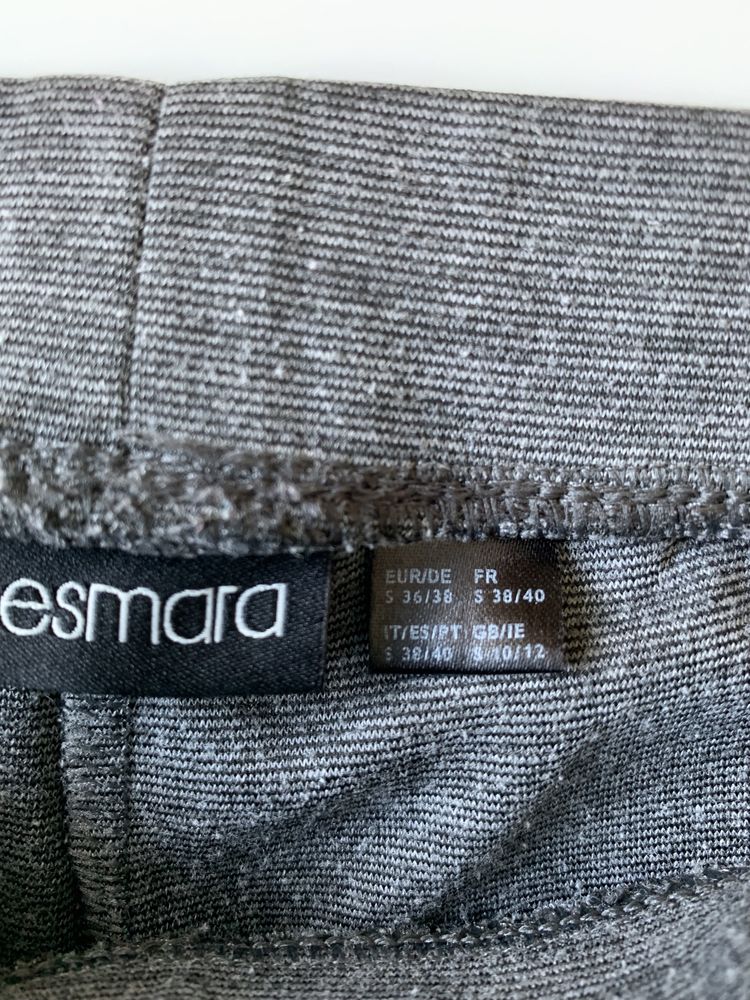 esmara
EUR/DE FR
S 36/38 S 38/40
IT/ES/PT GB/IE
S 38/40 S 10/12